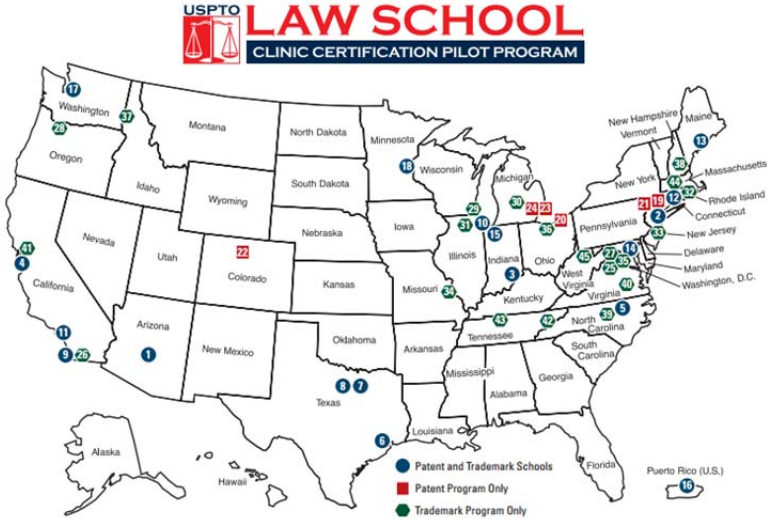 USPTO
LAW SCHOOL
CLINIC CERTIFICATION PILOT PROGRAM
17
Washington
37
28
Oregon
Montana
Idaho
Wyoming
North Dakota
South Dakota
Nebraska
Minnesota
18
Wisconsin
Michigan
30
24
23
20
36
29
31
10
15
New Hampshire
Vermont
Maine
13
38
New York
44
Massachusetts
32
21
19
12
Rhode Island
Connecticut
2
Pennsylvania
33
New Jersey
Delaware
Maryland
Washington, D.C.
45
27
14
35
25
West
Virginia
40
Virginia
41
4
California
Nevada
Utah
22
Colorado
Kansas
Iowa
Illinois
Indiana
3
Ohio
Missouri
34
Kentucky
43
42
Tennessee
39
5
North
Carolina
South
Carolina
11
9
26
Arizona
1
New Mexico
Oklahoma
Arkansas
8
7
Texas
6
Louisiana
Mississippi
Alabama
Georgia
Florida
Alaska
Hawaii
Puerto Rico (U.S.)
16
Patent and Trademark Schools
Patent Program Only
Trademark Program Only